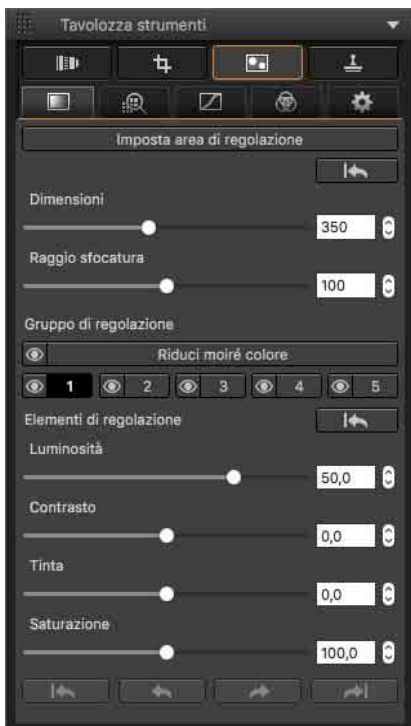 Tavolozza strumenti
Imposta area di regolazione
Dimensioni
350
Raggio sfocatura
100
Gruppo di regolazione
Riduci moiré colore
1 2 3 4 5
Elementi di regolazione
Luminosità
50,0
Contrasto
0,0
Tinta
0,0
Saturazione
100,0